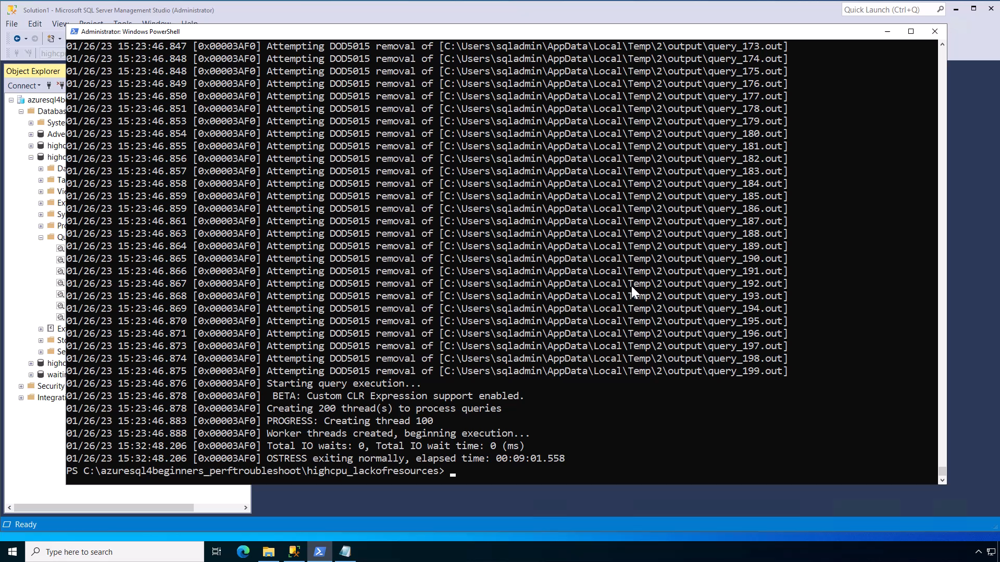 Solution1 - Microsoft SQL Server Management Studio (Administrator)
Quick Launch (Ctrl+Q)
File Edit View Project Tools Window Help
Administrator: Windows PowerShell
highcpu
Object Explorer
Connect
azuresql4b
Databas
Syste
Adve
highc
highc
Da
Ta
Vie
Ex
Sy
Pro
Qu
Ex
Sto
Se
highc
waitin
Security
Integrati
01/26/23 15:23:46.847 [0x00003AF0] Attempting DOD5015 removal of [C:\Users\sqladmin\AppData\Local\Temp\2\output\query_173.out]
01/26/23 15:23:46.848 [0x00003AF0] Attempting DOD5015 removal of [C:\Users\sqladmin\AppData\Local\Temp\2\output\query_174.out]
01/26/23 15:23:46.848 [0x00003AF0] Attempting DOD5015 removal of [C:\Users\sqladmin\AppData\Local\Temp\2\output\query_175.out]
01/26/23 15:23:46.849 [0x00003AF0] Attempting DOD5015 removal of [C:\Users\sqladmin\AppData\Local\Temp\2\output\query_176.out]
01/26/23 15:23:46.850 [0x00003AF0] Attempting DOD5015 removal of [C:\Users\sqladmin\AppData\Local\Temp\2\output\query_177.out]
01/26/23 15:23:46.851 [0x00003AF0] Attempting DOD5015 removal of [C:\Users\sqladmin\AppData\Local\Temp\2\output\query_178.out]
01/26/23 15:23:46.853 [0x00003AF0] Attempting DOD5015 removal of [C:\Users\sqladmin\AppData\Local\Temp\2\output\query_179.out]
01/26/23 15:23:46.854 [0x00003AF0] Attempting DOD5015 removal of [C:\Users\sqladmin\AppData\Local\Temp\2\output\query_180.out]
01/26/23 15:23:46.855 [0x00003AF0] Attempting DOD5015 removal of [C:\Users\sqladmin\AppData\Local\Temp\2\output\query_181.out]
01/26/23 15:23:46.856 [0x00003AF0] Attempting DOD5015 removal of [C:\Users\sqladmin\AppData\Local\Temp\2\output\query_182.out]
01/26/23 15:23:46.857 [0x00003AF0] Attempting DOD5015 removal of [C:\Users\sqladmin\AppData\Local\Temp\2\output\query_183.out]
01/26/23 15:23:46.858 [0x00003AF0] Attempting DOD5015 removal of [C:\Users\sqladmin\AppData\Local\Temp\2\output\query_184.out]
01/26/23 15:23:46.859 [0x00003AF0] Attempting DOD5015 removal of [C:\Users\sqladmin\AppData\Local\Temp\2\output\query_185.out]
01/26/23 15:23:46.859 [0x00003AF0] Attempting DOD5015 removal of [C:\Users\sqladmin\AppData\Local\Temp\2\output\query_186.out]
01/26/23 15:23:46.861 [0x00003AF0] Attempting DOD5015 removal of [C:\Users\sqladmin\AppData\Local\Temp\2\output\query_187.out]
01/26/23 15:23:46.863 [0x00003AF0] Attempting DOD5015 removal of [C:\Users\sqladmin\AppData\Local\Temp\2\output\query_188.out]
01/26/23 15:23:46.864 [0x00003AF0] Attempting DOD5015 removal of [C:\Users\sqladmin\AppData\Local\Temp\2\output\query_189.out]
01/26/23 15:23:46.865 [0x00003AF0] Attempting DOD5015 removal of [C:\Users\sqladmin\AppData\Local\Temp\2\output\query_190.out]
01/26/23 15:23:46.866 [0x00003AF0] Attempting DOD5015 removal of [C:\Users\sqladmin\AppData\Local\Temp\2\output\query_191.out]
01/26/23 15:23:46.867 [0x00003AF0] Attempting DOD5015 removal of [C:\Users\sqladmin\AppData\Local\Temp\2\output\query_192.out]
01/26/23 15:23:46.868 [0x00003AF0] Attempting DOD5015 removal of [C:\Users\sqladmin\AppData\Local\Temp\2\output\query_193.out]
01/26/23 15:23:46.869 [0x00003AF0] Attempting DOD5015 removal of [C:\Users\sqladmin\AppData\Local\Temp\2\output\query_194.out]
01/26/23 15:23:46.870 [0x00003AF0] Attempting DOD5015 removal of [C:\Users\sqladmin\AppData\Local\Temp\2\output\query_195.out]
01/26/23 15:23:46.871 [0x00003AF0] Attempting DOD5015 removal of [C:\Users\sqladmin\AppData\Local\Temp\2\output\query_196.out]
01/26/23 15:23:46.873 [0x00003AF0] Attempting DOD5015 removal of [C:\Users\sqladmin\AppData\Local\Temp\2\output\query_197.out]
01/26/23 15:23:46.874 [0x00003AF0] Attempting DOD5015 removal of [C:\Users\sqladmin\AppData\Local\Temp\2\output\query_198.out]
01/26/23 15:23:46.875 [0x00003AF0] Attempting DOD5015 removal of [C:\Users\sqladmin\AppData\Local\Temp\2\output\query_199.out]
01/26/23 15:23:46.876 [0x00003AF0] Starting query execution...
01/26/23 15:23:46.878 [0x00003AF0]  BETA: Custom CLR Expression support enabled.
01/26/23 15:23:46.878 [0x00003AF0] Creating 200 thread(s) to process queries
01/26/23 15:23:46.883 [0x00003AF0] PROGRESS: Creating thread 100
01/26/23 15:23:46.888 [0x00003AF0] Worker threads created, beginning execution...
01/26/23 15:32:48.206 [0x00003AF0] Total IO waits: 0, Total IO wait time: 0 (ms)
01/26/23 15:32:48.206 [0x00003AF0] OSTRESS exiting normally, elapsed time: 00:09:01.558
PS C:\azuresql4beginners_perftroubleshoot\highcpu_lackofresources>
Ready
Type here to search